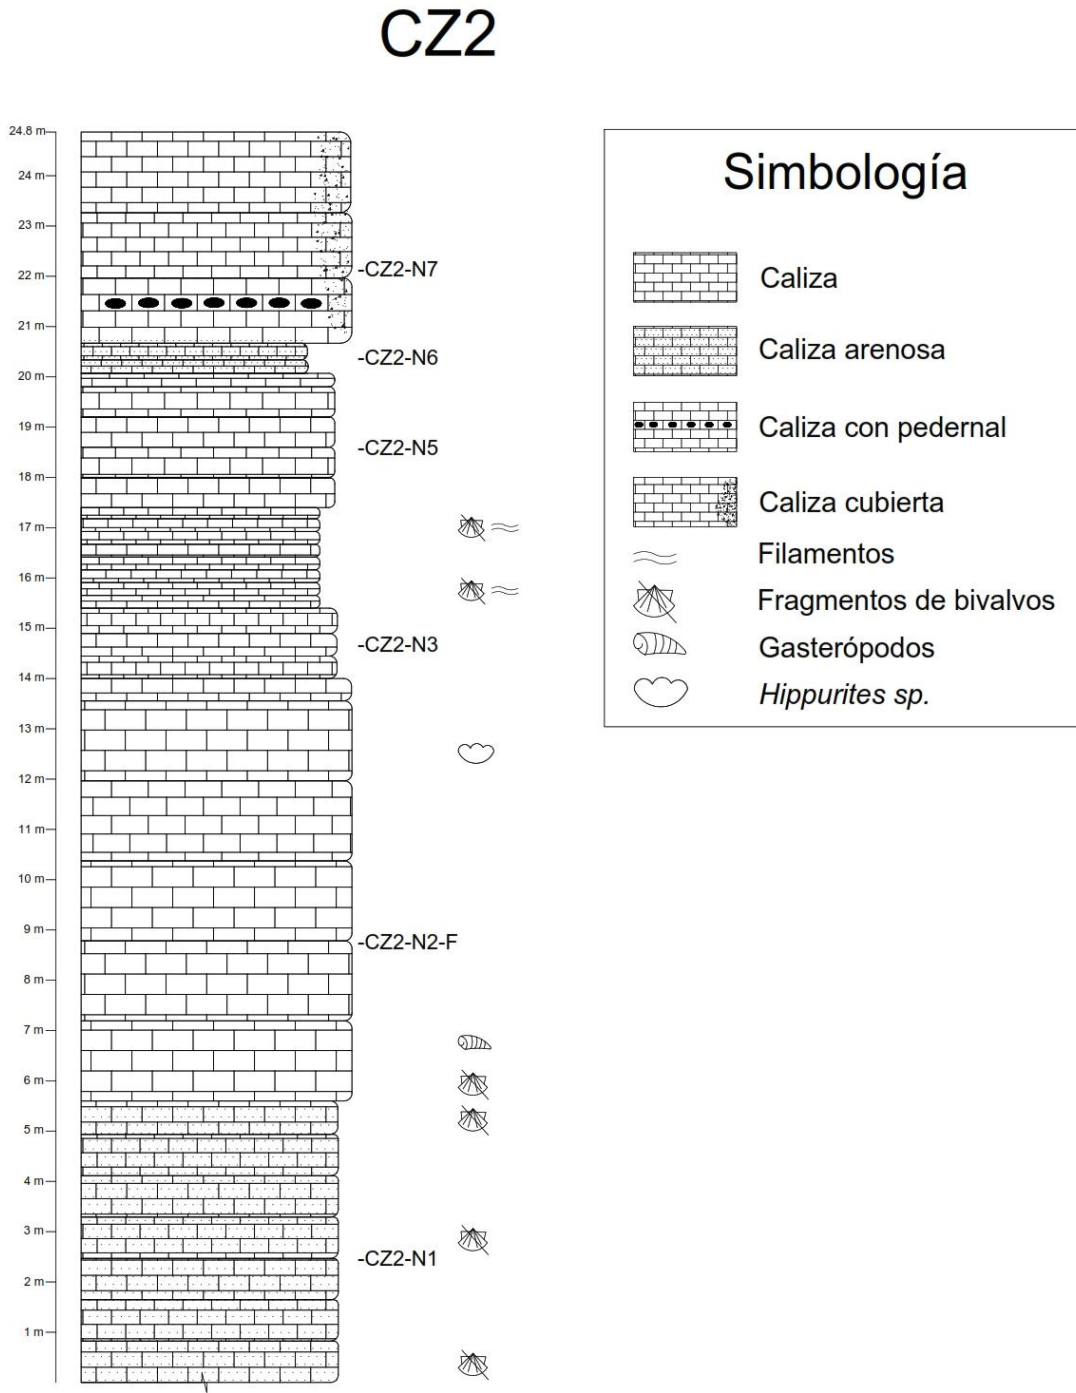 CZ2
24.8 m
24 m
23 m
22 m
21 m
20 m
19 m
18 m
17 m
16 m
15 m
14 m
13 m
12 m
11 m
10 m
9 m
8 m
7 m
6 m
5 m
4 m
3 m
2 m
1 m
-CZ2-N7
-CZ2-N6
-CZ2-N5
-CZ2-N3
-CZ2-N2-F
-CZ2-N1
Simbología
Caliza
Caliza arenosa
Caliza con pedernal
Caliza cubierta
Filamentos
Fragmentos de bivalvos
Gasterópodos
Hippurites sp.